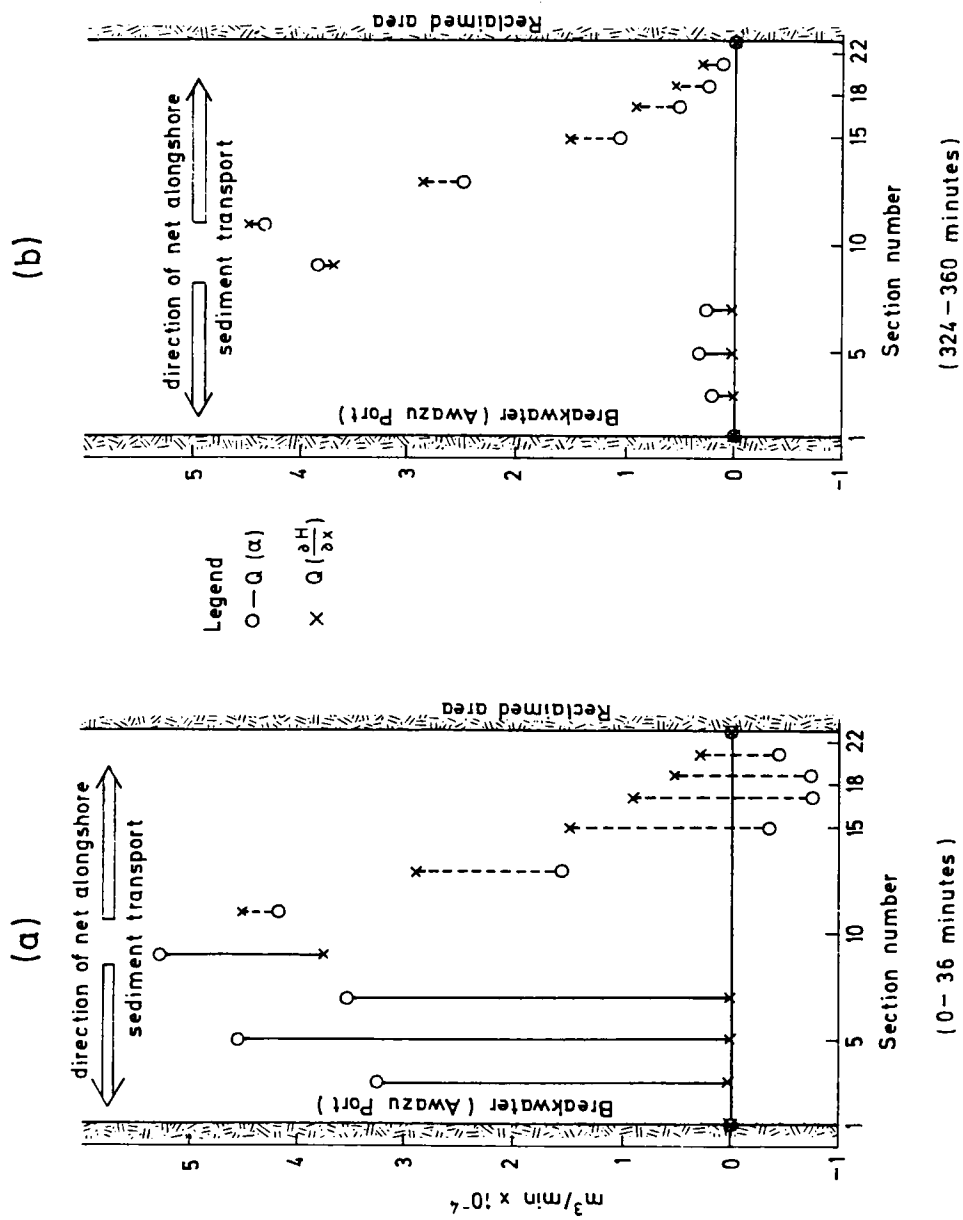 (a)
direction of net alongshore
sediment transport
Breakwater (Awazu Port)
Reclaimed area
m³/min x 10⁻⁴
5
4
3
2
1
0
-1
1
5
10
15
18
22
Section number
(0-36 minutes)
Legend
O — Q (α)
× Q (∂H/∂x)
(b)
direction of net alongshore
sediment transport
Breakwater (Awazu Port)
Reclaimed area
5
4
3
2
1
0
-1
1
5
10
15
18
22
Section number
(324-360 minutes)